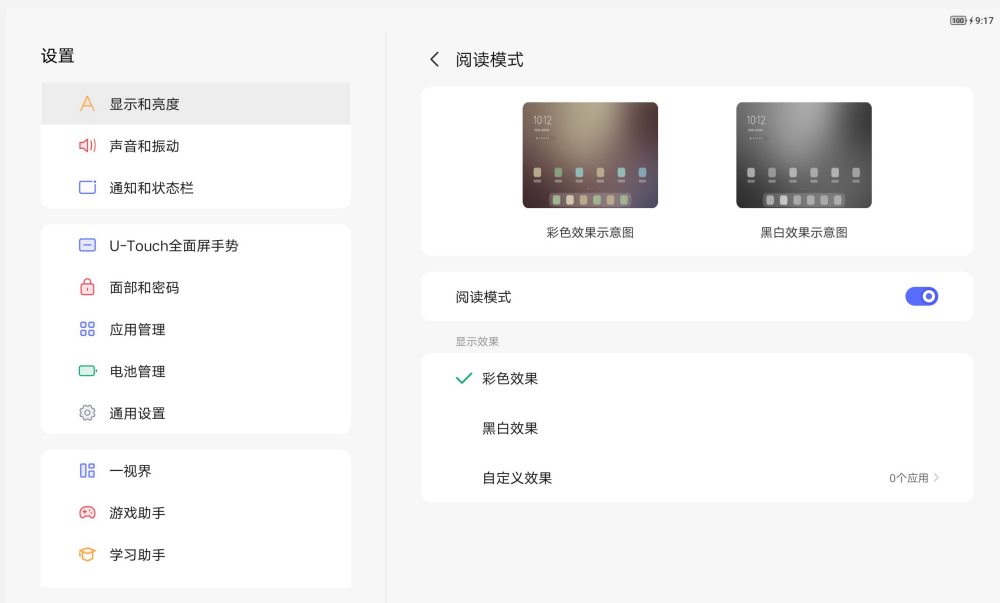 100 9:17
设置
显示和亮度
声音和振动
通知和状态栏
U-Touch全面屏手势
面部和密码
应用管理
电池管理
通用设置
一视界
游戏助手
学习助手
阅读模式
10:12
10:12
彩色效果示意图
黑白效果示意图
阅读模式
显示效果
彩色效果
黑白效果
自定义效果
0个应用